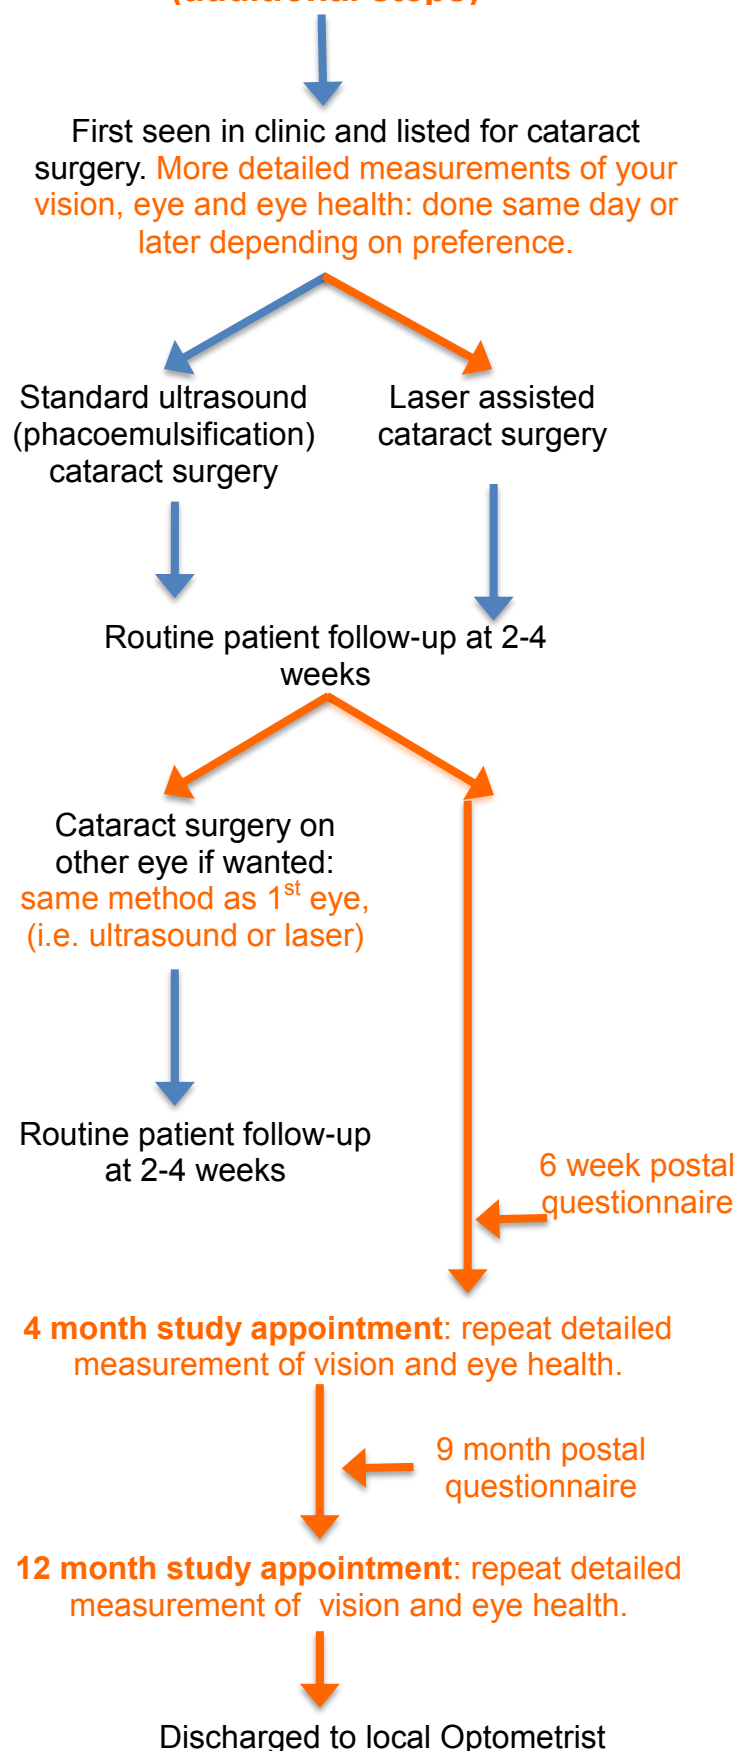 (additional steps)
First seen in clinic and listed for cataract
surgery. More detailed measurements of your
vision, eye and eye health: done same day or
later depending on preference.
Standard ultrasound
(phacoemulsification)
cataract surgery
Laser assisted
cataract surgery
Routine patient follow-up at 2-4
weeks
Cataract surgery on
other eye if wanted:
same method as 1st eye,
(i.e. ultrasound or laser)
Routine patient follow-up
at 2-4 weeks
6 week postal
questionnaire
4 month study appointment: repeat detailed
measurement of vision and eye health.
9 month postal
questionnaire
12 month study appointment: repeat detailed
measurement of  vision and eye health.
Discharged to local Optometrist